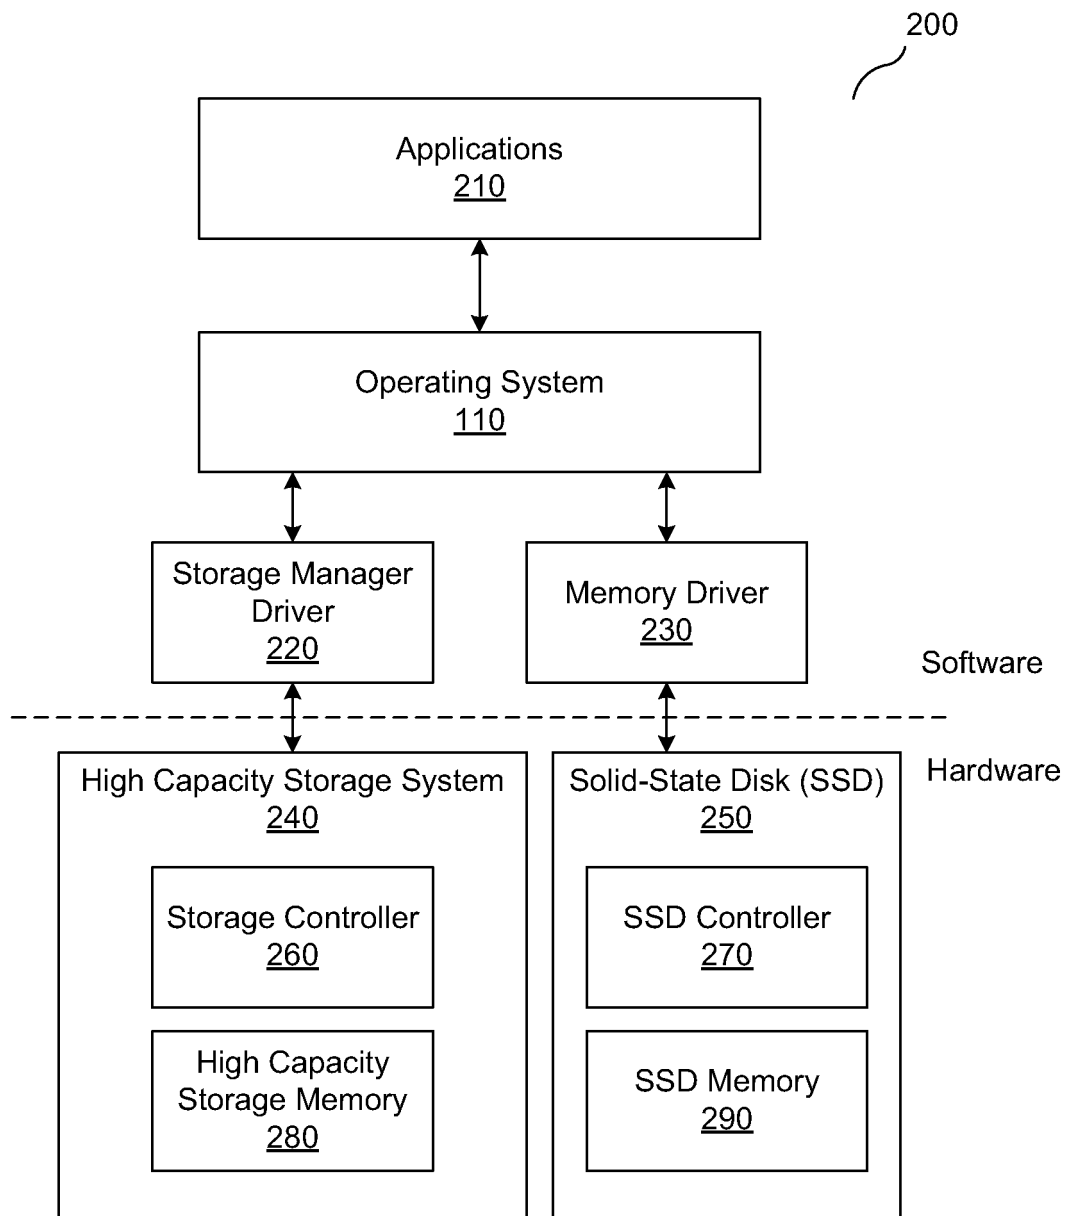 200
Applications
210
Operating System
110
Storage Manager
Driver
220
Memory Driver
230
Software
Hardware
High Capacity Storage System
240
Storage Controller
260
High Capacity
Storage Memory
280
Solid-State Disk (SSD)
250
SSD Controller
270
SSD Memory
290